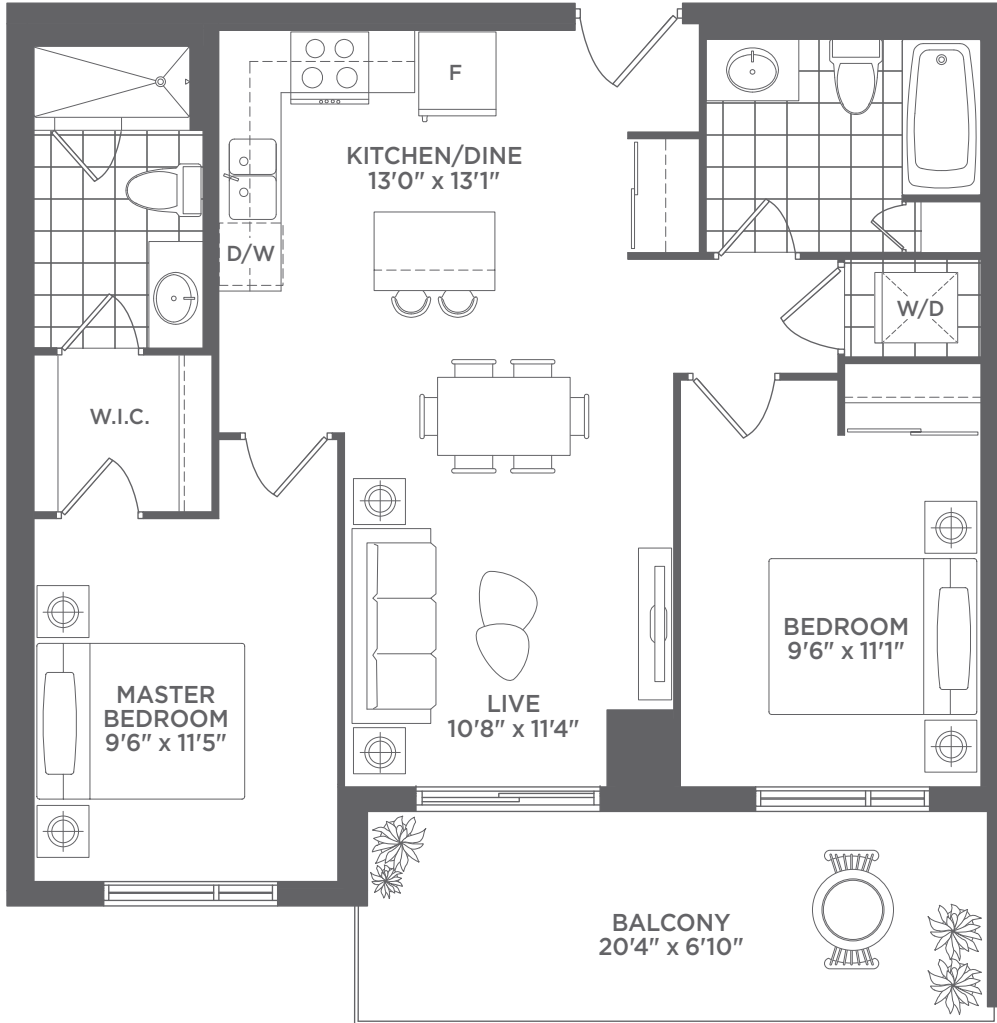 F
KITCHEN/DINE
13'0" x 13'1"
D/W
W/D
W.I.C.
BEDROOM
9'6" x 11'1"
MASTER
BEDROOM
9'6" x 11'5"
LIVE
10'8" x 11'4"
BALCONY
20'4" x 6'10"